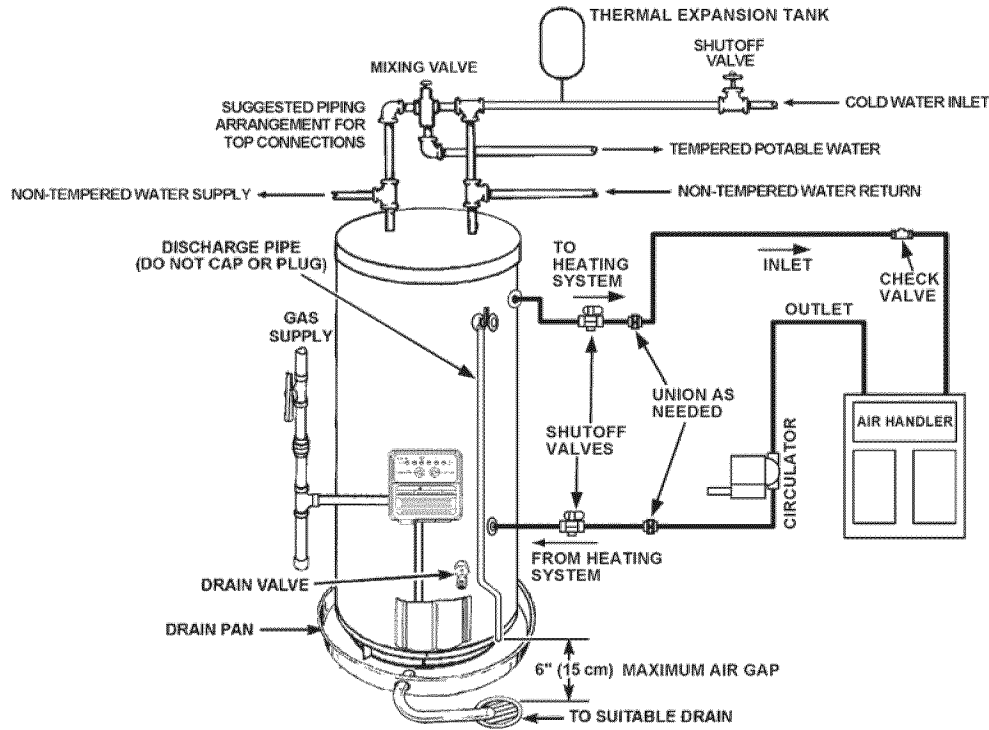 THERMAL EXPANSION TANK
SHUTOFF
VALVE
MIXING VALVE
SUGGESTED PIPING
ARRANGEMENT FOR
TOP CONNECTIONS
COLD WATER INLET
TEMPERED POTABLE WATER
NON-TEMPERED WATER SUPPLY
NON-TEMPERED WATER RETURN
DISCHARGE PIPE
(DO NOT CAP OR PLUG)
TO
HEATING
SYSTEM
INLET
CHECK
VALVE
OUTLET
GAS
SUPPLY
UNION AS
NEEDED
SHUTOFF
VALVES
AIR HANDLER
CIRCULATOR
FROM HEATING
SYSTEM
DRAIN VALVE
DRAIN PAN
6" (15 cm) MAXIMUM AIR GAP
TO SUITABLE DRAIN